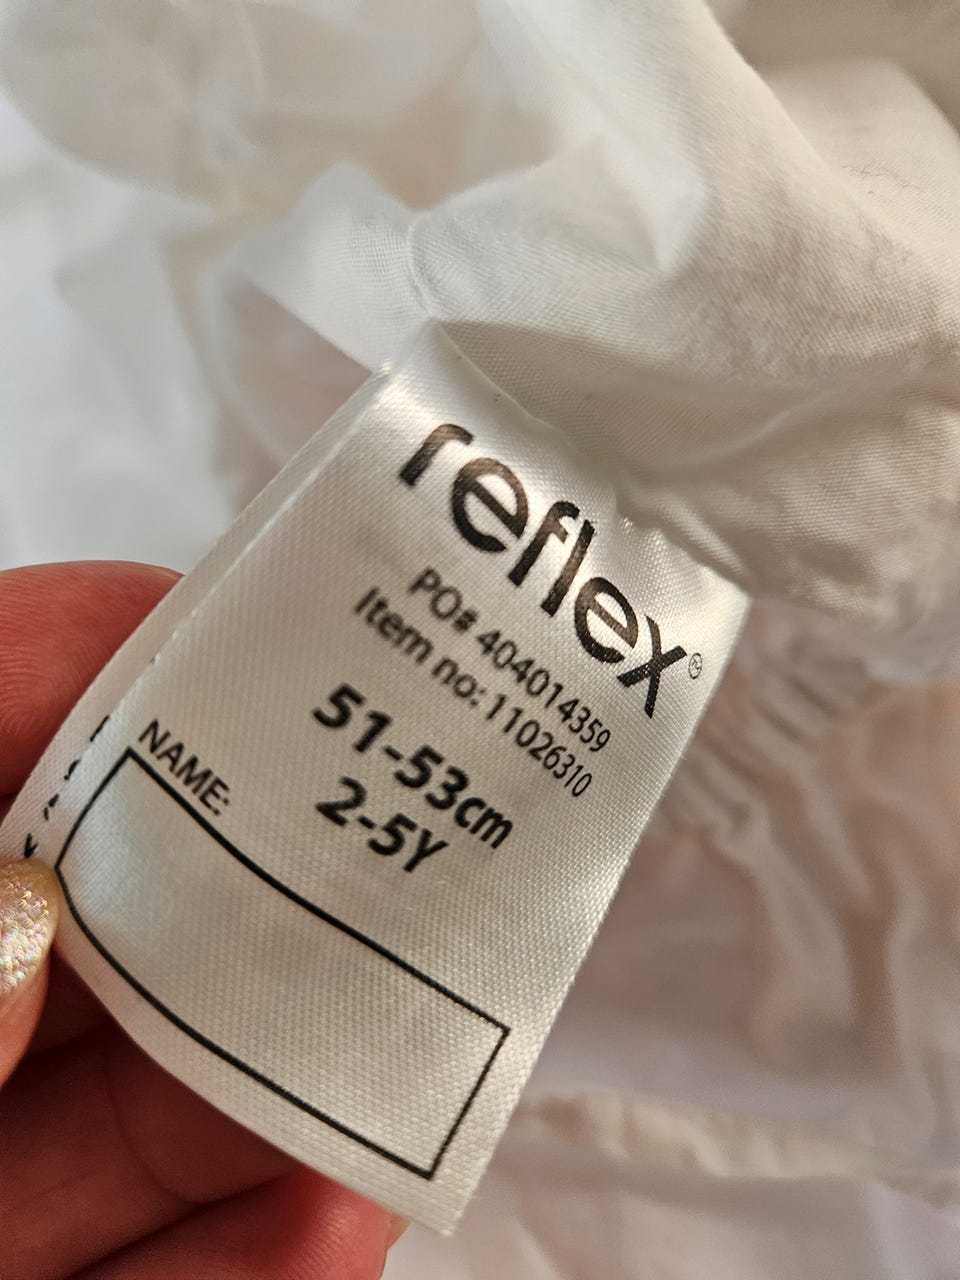 reflex®
PO# 404014359
Item no: 11026310
51-53cm
2-5Y
NAME: